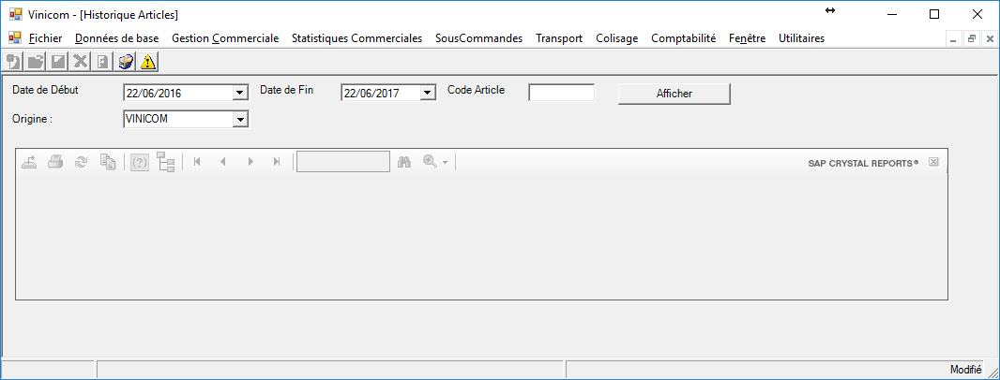 Vinicom - [Historique Articles]
Fichier Données de base Gestion Commerciale Statistiques Commerciales SousCommandes Transport Colisage Comptabilité Fenêtre Utilitaires
Date de Début 22/06/2016 Date de Fin 22/06/2017 Code Article Afficher
Origine : VINICOM
(?) SAP CRYSTAL REPORTS®
Modifié